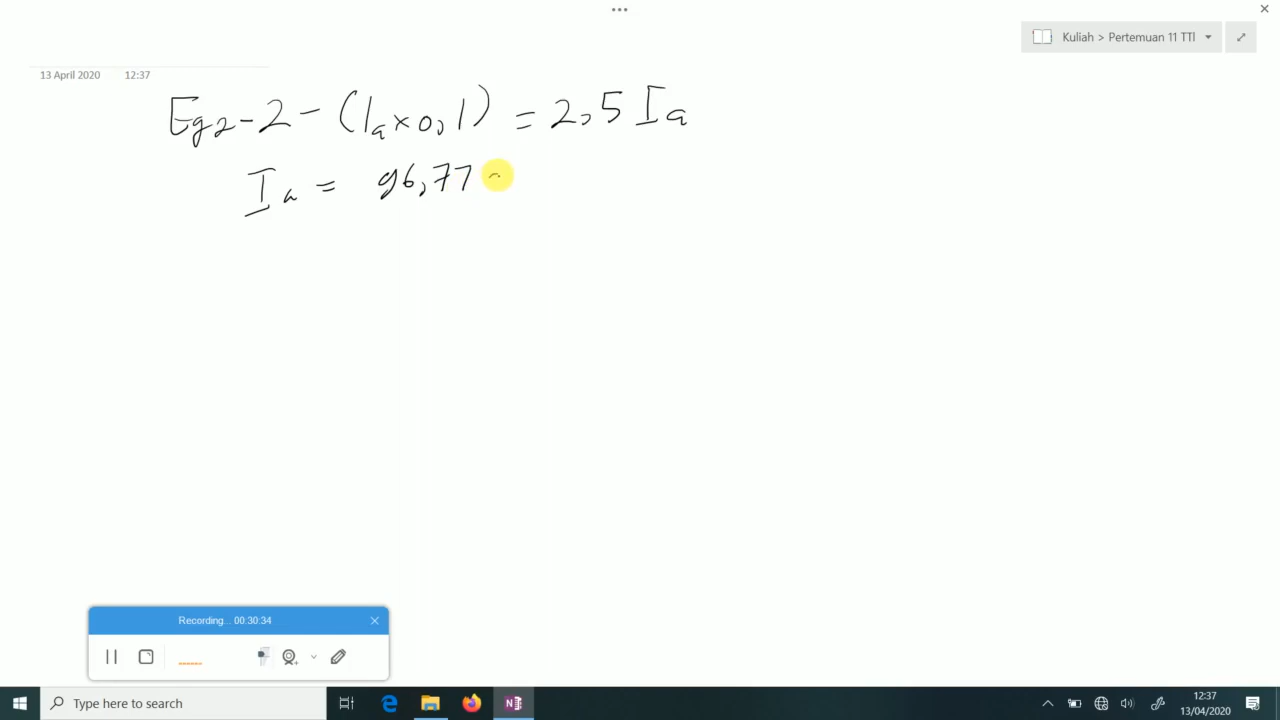 Kuliah > Pertemuan 11 TTI
13 April 2020 12:37
Eg2 - 2 - (Ia x 0,1) = 2,5 Ia
Ia = 96,77
Recording... 00:30:34
Type here to search
12:37
13/04/2020